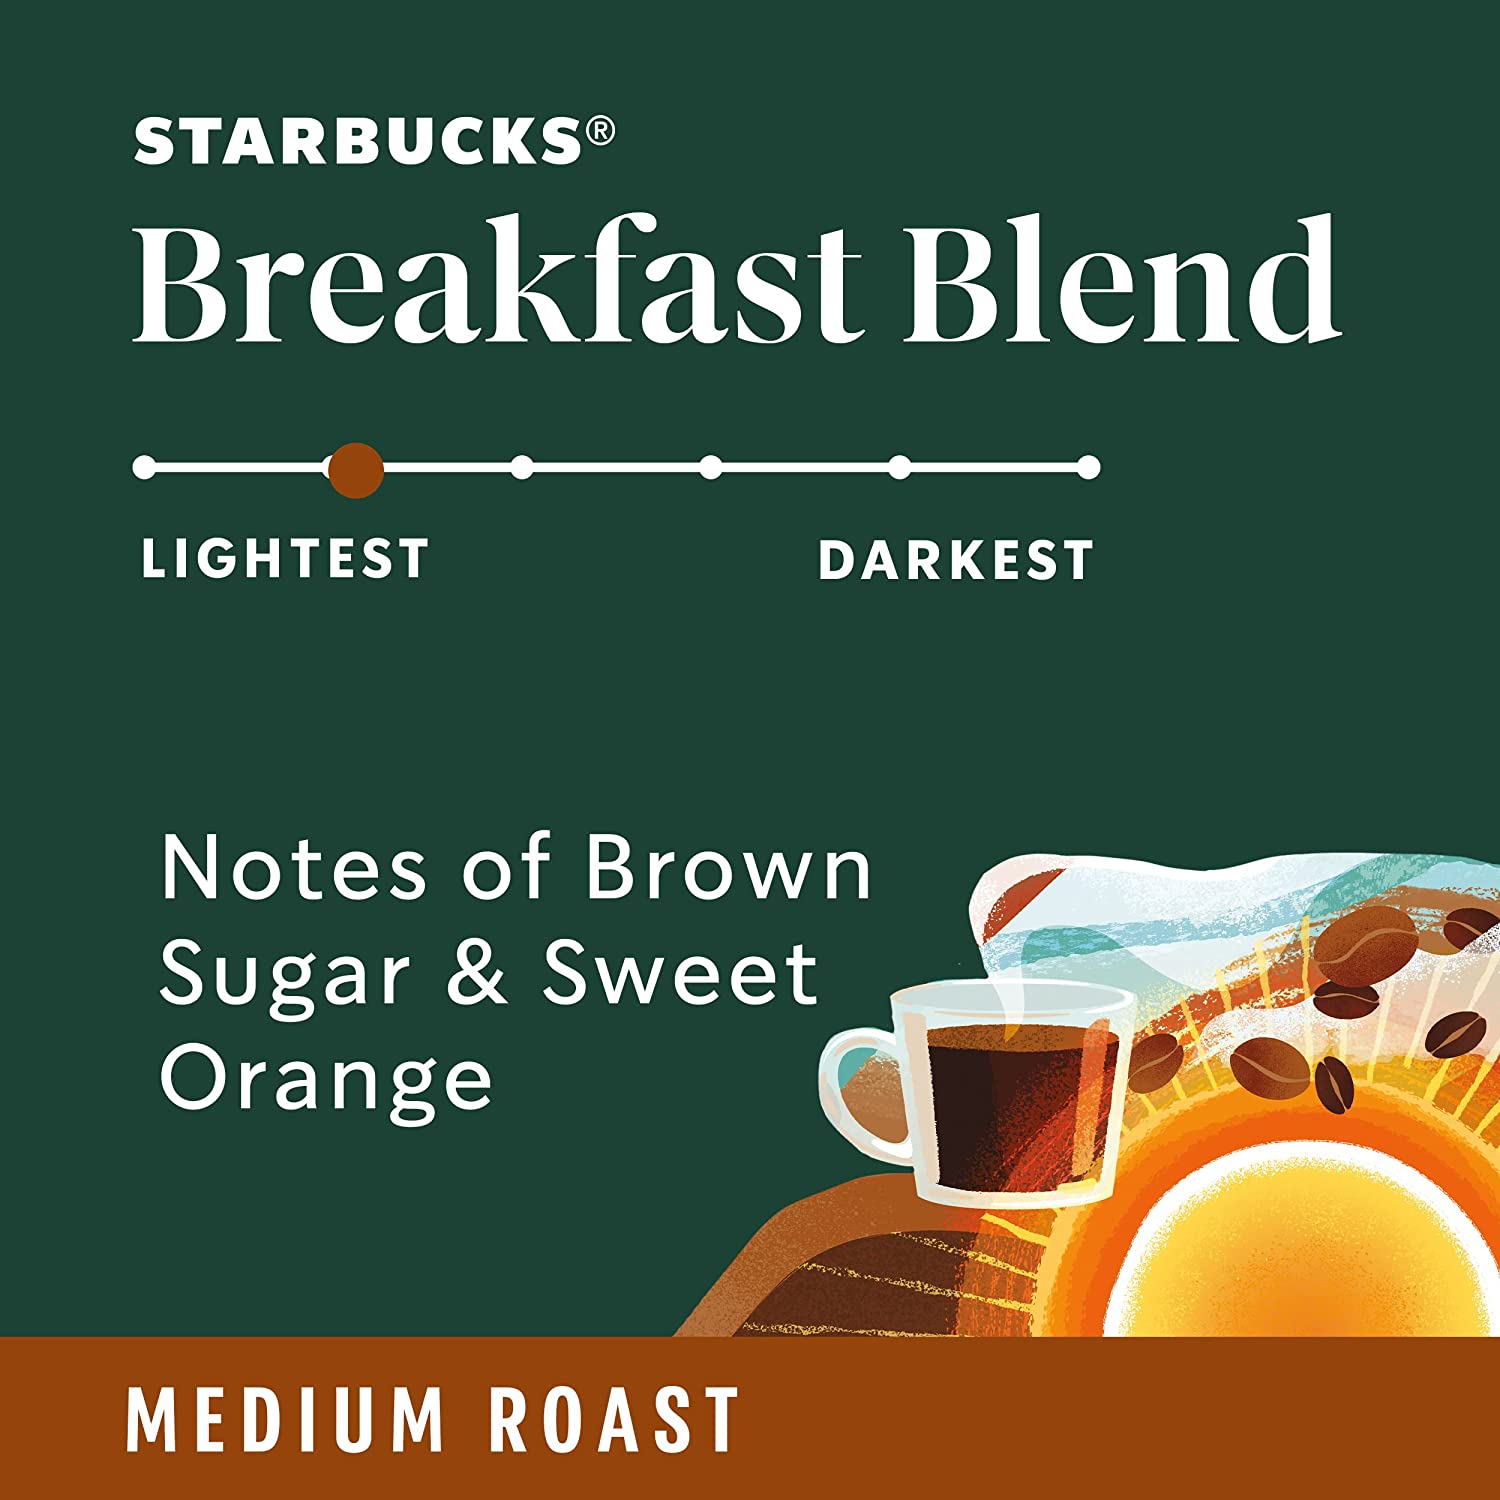 STARBUCKS®
Breakfast Blend
LIGHTEST DARKEST
Notes of Brown
Sugar & Sweet
Orange
MEDIUM ROAST